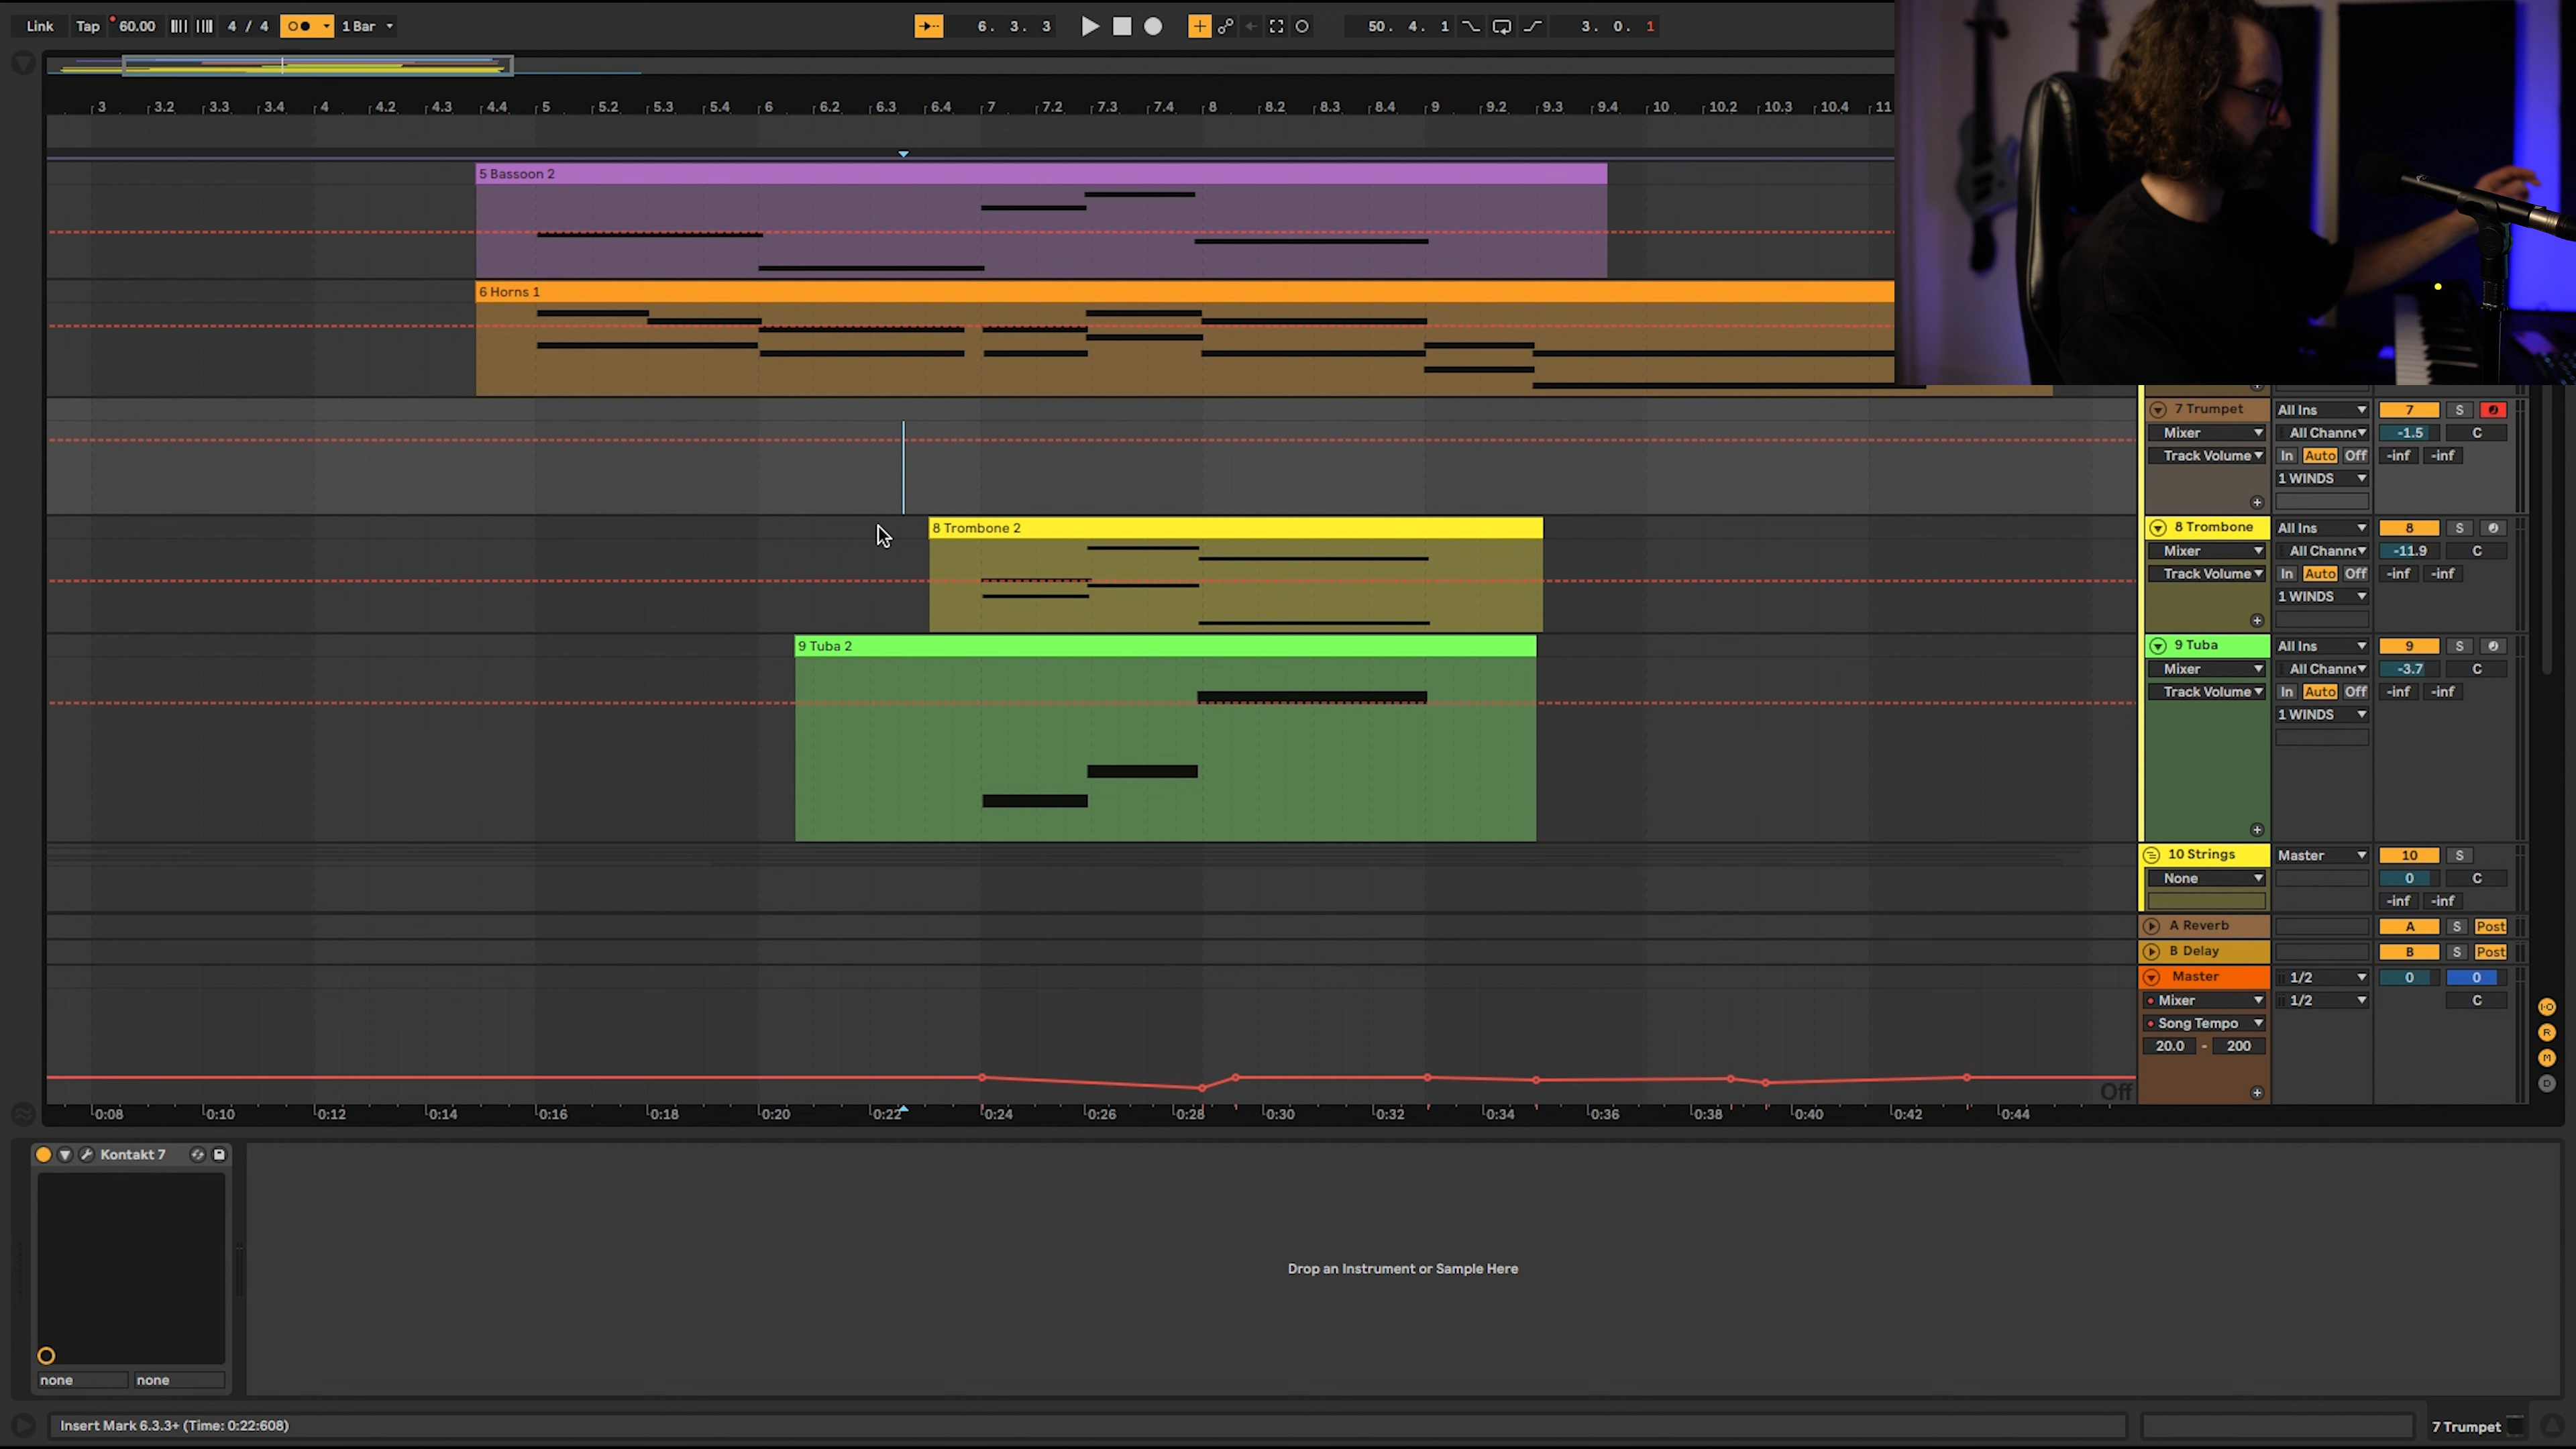 Link Tap 60.00 4 / 4 1 Bar 6. 3. 3 50. 4. 1 3. 0. 1
3 3.2 3.3 3.4 4 4.2 4.3 4.4 5 5.2 5.3 5.4 6 6.2 6.3 6.4 7 7.2 7.3 7.4 8 8.2 8.3 8.4 9 9.2 9.3 9.4 10 10.2 10.3 10.4 11
5 Bassoon 2
6 Horns 1
7 Trumpet All Ins 7 S
Mixer All Channe -1.5 C
Track Volume In Auto Off -inf -inf
1 WINDS
8 Trombone 2
8 Trombone All Ins 8 S
Mixer All Channe -11.9 C
Track Volume In Auto Off -inf -inf
1 WINDS
9 Tuba 2
9 Tuba All Ins 9 S
Mixer All Channe -3.7 C
Track Volume In Auto Off -inf -inf
1 WINDS
10 Strings Master 10 S
None 0 C
-inf -inf
A Reverb A S Post
B Delay B S Post
Master 1/2 0 0
Mixer 1/2 C
Song Tempo
20.0 - 200
I·O
R
M
D
Off
0:08 0:10 0:12 0:14 0:16 0:18 0:20 0:22 0:24 0:26 0:28 0:30 0:32 0:34 0:36 0:38 0:40 0:42 0:44
Kontakt 7
Drop an Instrument or Sample Here
none none
Insert Mark 6.3.3+ (Time: 0:22:608)
7 Trumpet